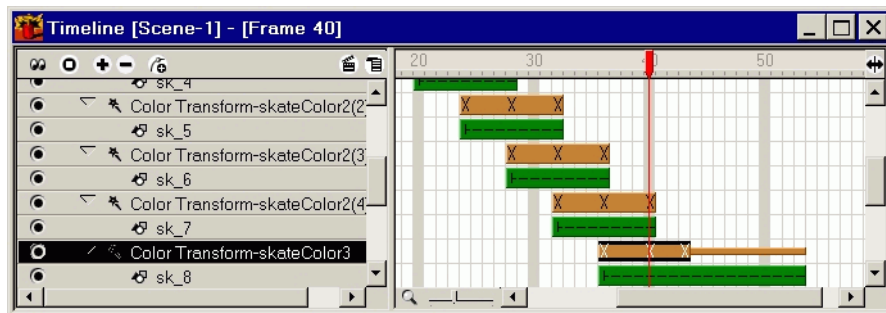 Timeline [Scene-1] - [Frame 40]
20 30 40 50
sk_4
Color Transform-skateColor2(2)
sk_5
Color Transform-skateColor2(3)
sk_6
Color Transform-skateColor2(4)
sk_7
Color Transform-skateColor3
sk_8